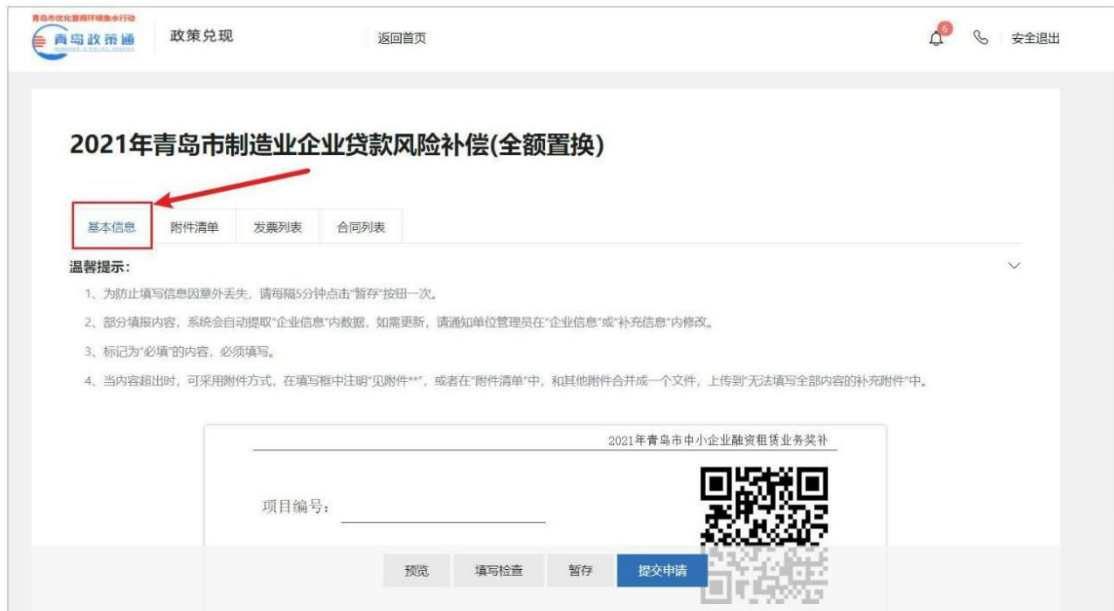 青岛市优化营商环境鱼水行动
青岛政策通
政策兑现
返回首页
6
安全退出
2021年青岛市制造业企业贷款风险补偿(全额置换)
基本信息
附件清单
发票列表
合同列表
温馨提示：
1、为防止填写信息因意外丢失，请每隔5分钟点击“暂存”按钮一次。
2、部分填报内容，系统会自动提取“企业信息”内数据，如需更新，请通知单位管理员在“企业信息”或“补充信息”内修改。
3、标记为“必填”的内容，必须填写。
4、当内容超出时，可采用附件方式，在填写框中注明“见附件**”，或者在“附件清单”中，和其他附件合并成一个文件，上传到“无法填写全部内容的补充附件”中。
2021年青岛市中小企业融资租赁业务奖补
项目编号：
预览
填写检查
暂存
提交申请